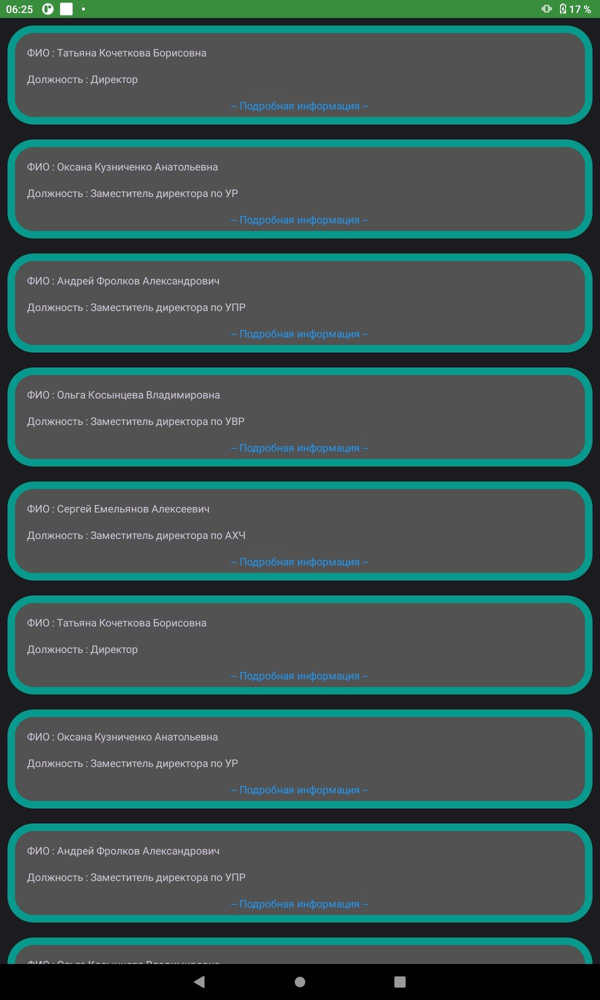 06:25
17 %
ФИО : Татьяна Кочеткова Борисовна
Должность : Директор
-- Подробная информация --
ФИО : Оксана Кузниченко Анатольевна
Должность : Заместитель директора по УР
-- Подробная информация --
ФИО : Андрей Фролков Александрович
Должность : Заместитель директора по УПР
-- Подробная информация --
ФИО : Ольга Косынцева Владимировна
Должность : Заместитель директора по УВР
-- Подробная информация --
ФИО : Сергей Емельянов Алексеевич
Должность : Заместитель директора по АХЧ
-- Подробная информация --
ФИО : Татьяна Кочеткова Борисовна
Должность : Директор
-- Подробная информация --
ФИО : Оксана Кузниченко Анатольевна
Должность : Заместитель директора по УР
-- Подробная информация --
ФИО : Андрей Фролков Александрович
Должность : Заместитель директора по УПР
-- Подробная информация --
ФИО : Ольга Косынцева Владимировна